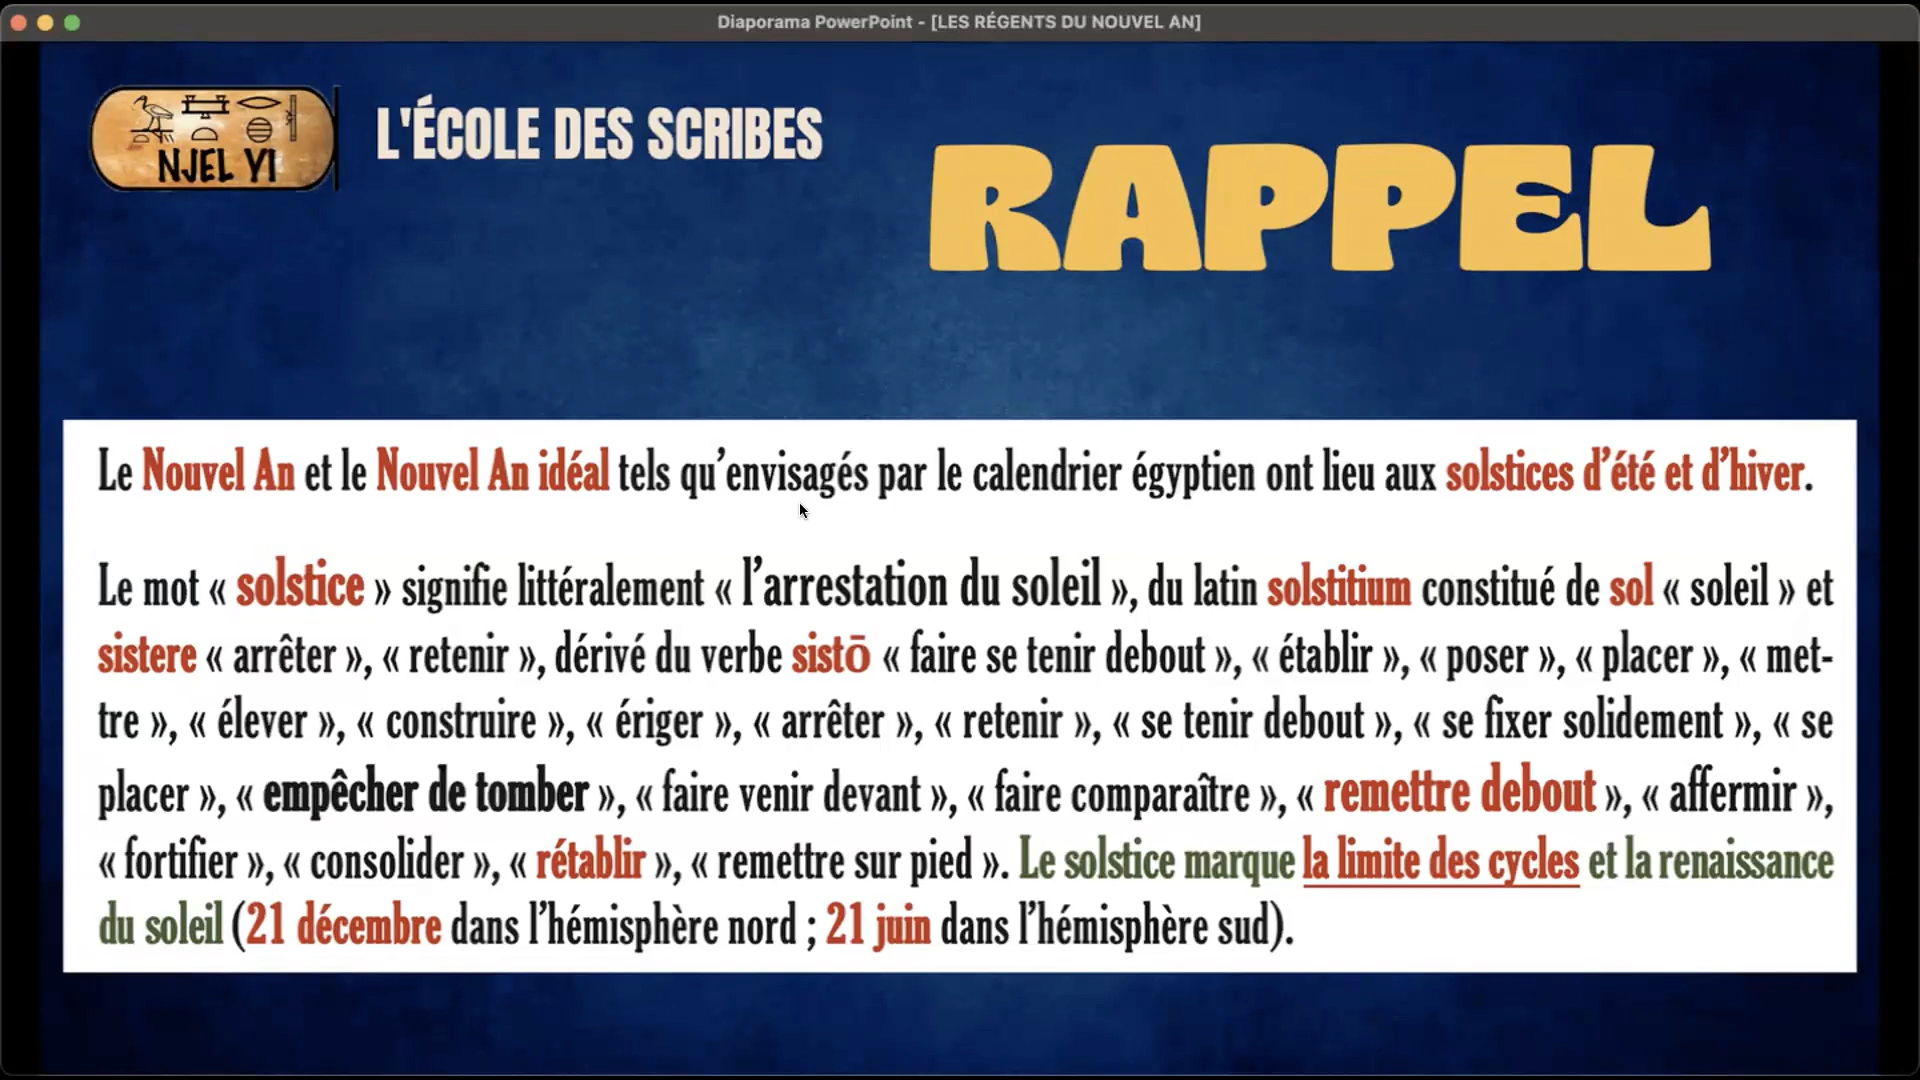 Diaporama PowerPoint - [LES RÉGENTS DU NOUVEL AN]
NJEL YI
L'ÉCOLE DES SCRIBES
RAPPEL
Le Nouvel An et le Nouvel An idéal tels qu’envisagés par le calendrier égyptien ont lieu aux solstices d’été et d’hiver.
Le mot « solstice » signifie littéralement « l’arrestation du soleil », du latin solstitium constitué de sol « soleil » et
sistere « arrêter », « retenir », dérivé du verbe sistō « faire se tenir debout », « établir », « poser », « placer », « met-
tre », « élever », « construire », « ériger », « arrêter », « retenir », « se tenir debout », « se fixer solidement », « se
placer », « empêcher de tomber », « faire venir devant », « faire comparaître », « remettre debout », « affermir »,
« fortifier », « consolider », « rétablir », « remettre sur pied ». Le solstice marque la limite des cycles et la renaissance
du soleil (21 décembre dans l’hémisphère nord ; 21 juin dans l’hémisphère sud).